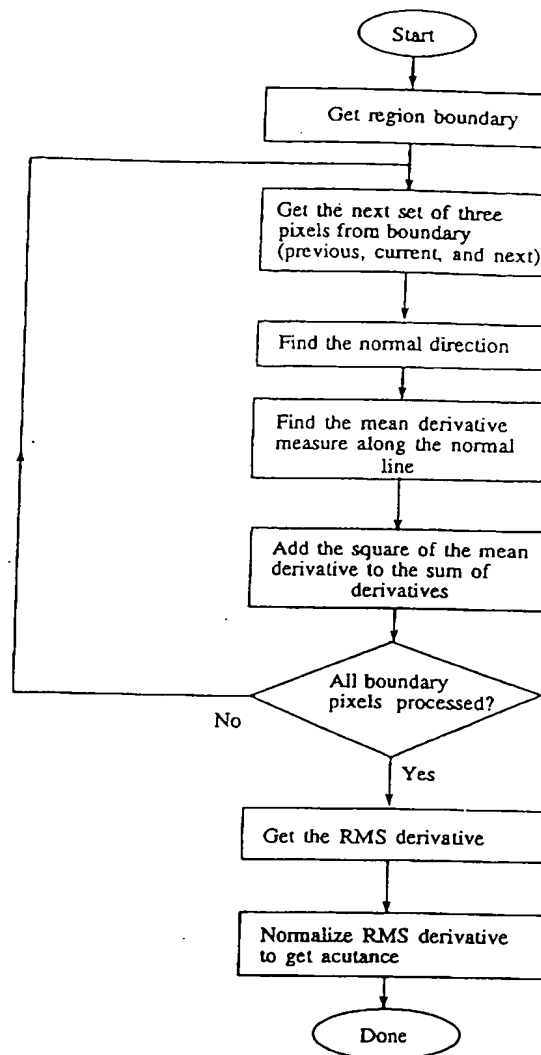 Start
Get region boundary
Get the next set of three
pixels from boundary
(previous, current, and next)
Find the normal direction
Find the mean derivative
measure along the normal
line
Add the square of the mean
derivative to the sum of
derivatives
All boundary
pixels processed?
No
Yes
Get the RMS derivative
Normalize RMS derivative
to get acutance
Done